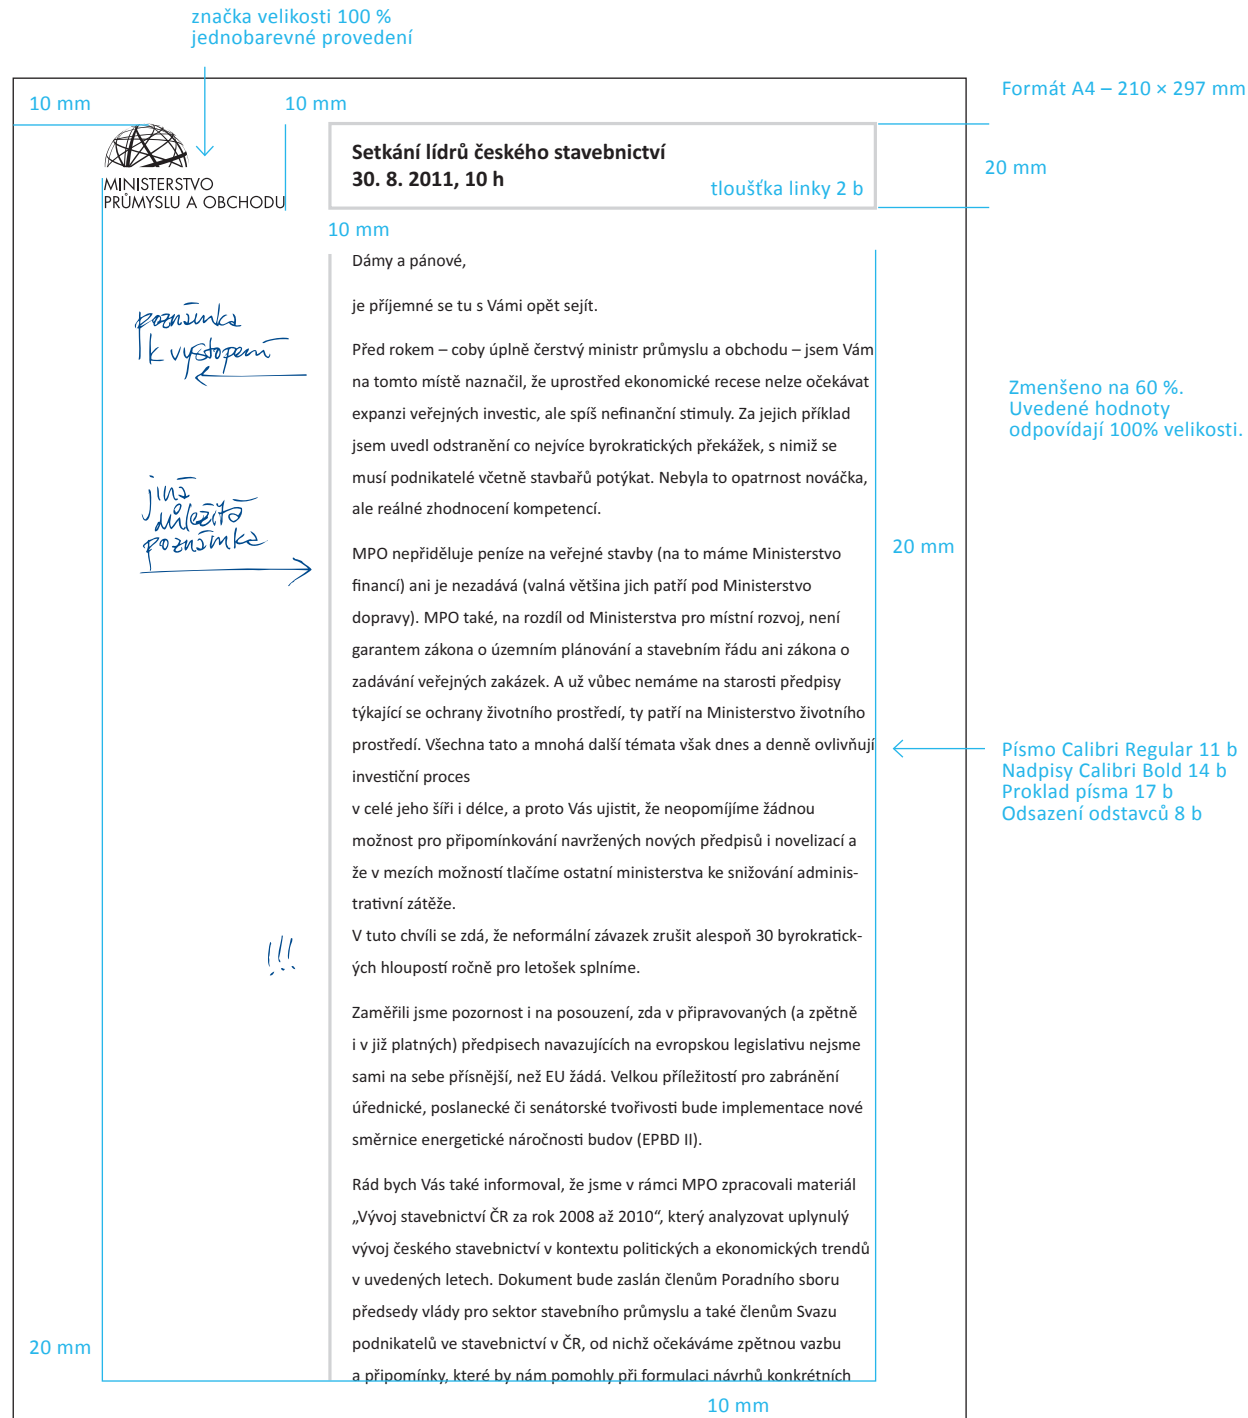 značka velikosti 100 %
jednobarevné provedení
Formát A4 – 210 × 297 mm
10 mm
10 mm
MINISTERSTVO
PRŮMYSLU A OBCHODU
Setkání lídrů českého stavebnictví
30. 8. 2011, 10 h
tloušťka linky 2 b
20 mm
10 mm
Dámy a pánové,
je příjemné se tu s Vámi opět sejít.
poznámka
k vystopení
Před rokem – coby úplně čerstvý ministr průmyslu a obchodu – jsem Vám
na tomto místě naznačil, že uprostřed ekonomické recese nelze očekávat
expanzi veřejných investic, ale spíš nefinanční stimuly. Za jejich příklad
jsem uvedl odstranění co nejvíce byrokratických překážek, s nimiž se
musí podnikatelé včetně stavbařů potýkat. Nebyla to opatrnost nováčka,
ale reálné zhodnocení kompetencí.
Zmenšeno na 60 %.
Uvedené hodnoty
odpovídají 100% velikosti.
jiná
důležitá
poznámka
MPO nepřiděluje peníze na veřejné stavby (na to máme Ministerstvo
financí) ani je nezadává (valná většina jich patří pod Ministerstvo
dopravy). MPO také, na rozdíl od Ministerstva pro místní rozvoj, není
garantem zákona o územním plánování a stavebním řádu ani zákona o
zadávání veřejných zakázek. A už vůbec nemáme na starosti předpisy
týkající se ochrany životního prostředí, ty patří na Ministerstvo životního
prostředí. Všechna tato a mnohá další témata však dnes a denně ovlivňují
investiční proces
v celé jeho šíři i délce, a proto Vás ujistit, že neopomíjíme žádnou
možnost pro připomínkování navržených nových předpisů i novelizací a
že v mezích možností tlačíme ostatní ministerstva ke snižování adminis-
trativní zátěže.
V tuto chvíli se zdá, že neformální závazek zrušit alespoň 30 byrokratick-
ých hloupostí ročně pro letošek splníme.
20 mm
Písmo Calibri Regular 11 b
Nadpisy Calibri Bold 14 b
Proklad písma 17 b
Odsazení odstavců 8 b
!!!
Zaměřili jsme pozornost i na posouzení, zda v připravovaných (a zpětně
i v již platných) předpisech navazujících na evropskou legislativu nejsme
sami na sebe přísnější, než EU žádá. Velkou příležitostí pro zabránění
úřednické, poslanecké či senátorské tvořivosti bude implementace nové
směrnice energetické náročnosti budov (EPBD II).
Rád bych Vás také informoval, že jsme v rámci MPO zpracovali materiál
„Vývoj stavebnictví ČR za rok 2008 až 2010“, který analyzovat uplynulý
vývoj českého stavebnictví v kontextu politických a ekonomických trendů
v uvedených letech. Dokument bude zaslán členům Poradního sboru
předsedy vlády pro sektor stavebního průmyslu a také členům Svazu
podnikatelů ve stavebnictví v ČR, od nichž očekáváme zpětnou vazbu
a připomínky, které by nám pomohly při formulaci návrhů konkrétních
20 mm
10 mm